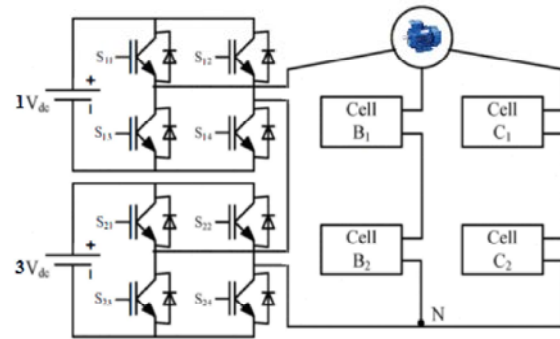 S11
S12
+
1Vdc
−
S13
S14
S21
S22
+
3Vdc
−
S23
S24
Cell
B1
Cell
C1
Cell
B2
Cell
C2
N